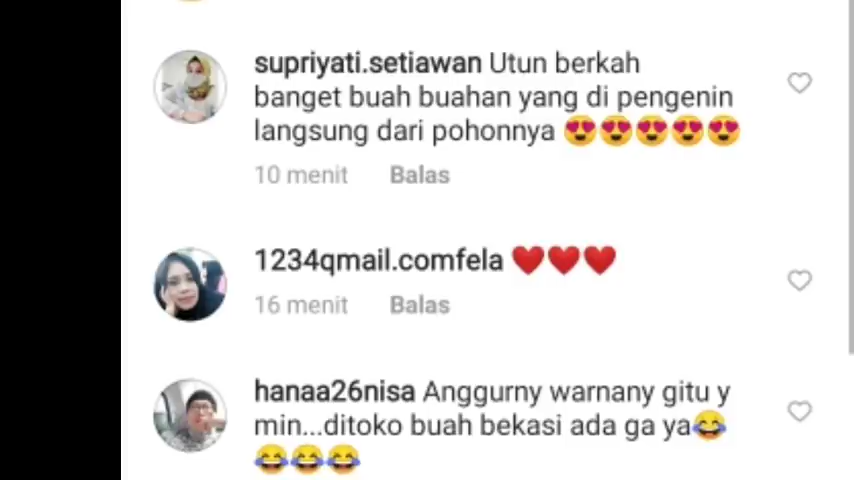 supriyati.setiawan Utun berkah
banget buah buahan yang di pengenin
langsung dari pohonnya 😍😍😍😍😍
10 menit Balas
1234qmail.comfela ❤️❤️❤️
16 menit Balas
hanaa26nisa Anggurny warnany gitu y
min...ditoko buah bekasi ada ga ya😂
😂😂😂